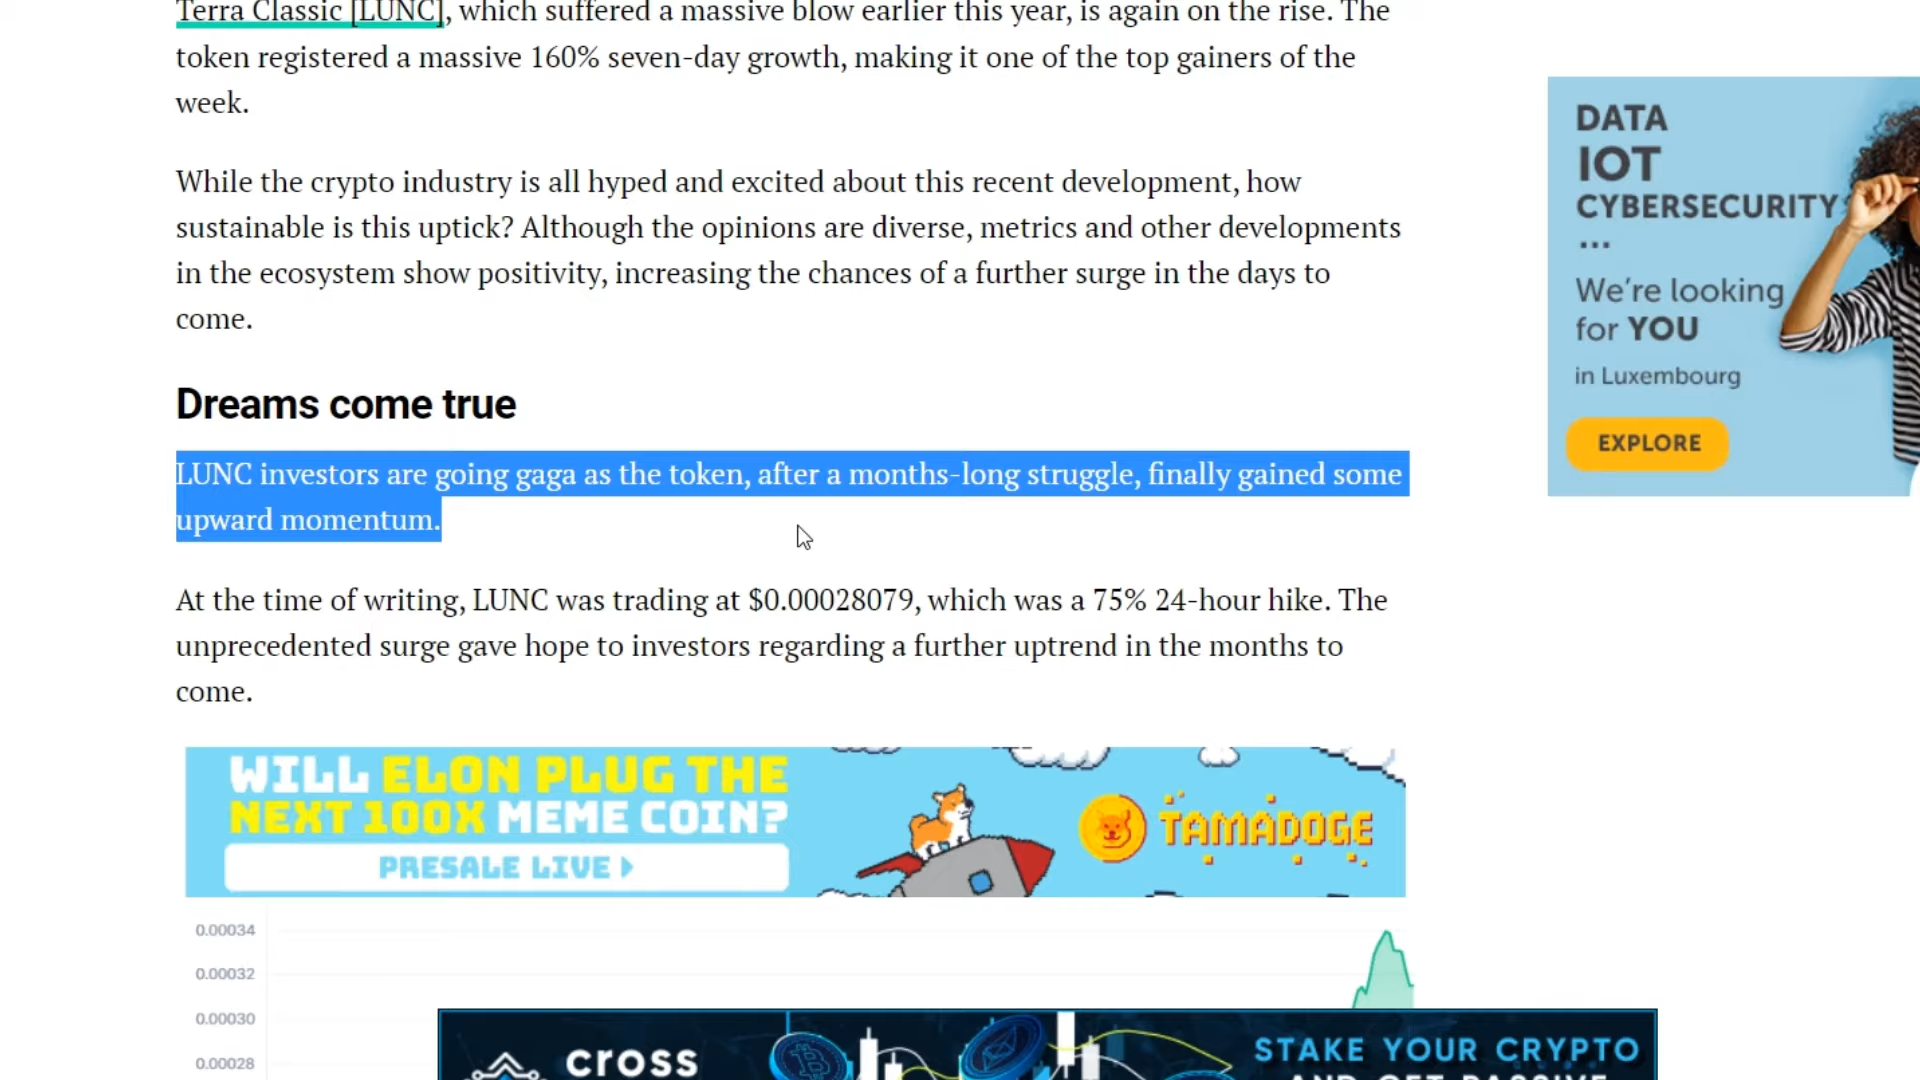 Terra Classic [LUNC], which suffered a massive blow earlier this year, is again on the rise. The
token registered a massive 160% seven-day growth, making it one of the top gainers of the
week.
While the crypto industry is all hyped and excited about this recent development, how
sustainable is this uptick? Although the opinions are diverse, metrics and other developments
in the ecosystem show positivity, increasing the chances of a further surge in the days to
come.
Dreams come true
LUNC investors are going gaga as the token, after a months-long struggle, finally gained some
upward momentum.
At the time of writing, LUNC was trading at $0.00028079, which was a 75% 24-hour hike. The
unprecedented surge gave hope to investors regarding a further uptrend in the months to
come.
DATA
IOT
CYBERSECURITY
...
We're looking
for YOU
in Luxembourg
EXPLORE
WILL ELON PLUG THE
NEXT 100X MEME COIN?
PRESALE LIVE
TAMADOGE
0.00034
0.00032
0.00030
0.00028
cross
STAKE YOUR CRYPTO
AND GET PASSIVE